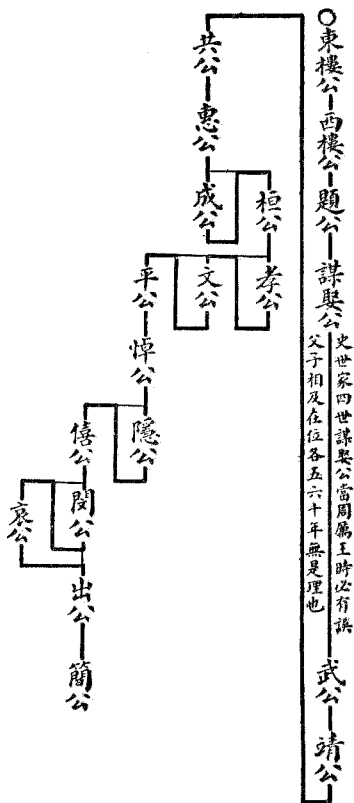 東樓公
西樓公
題公
謀娶公
史世家四世謀娶公當周厲王時必有誤
父子相及在位各五六十年無是理也
武公
靖公
共公
惠公
成公
桓公
孝公
文公
平公
悼公
隱公
僖公
閔公
哀公
出公
簡公